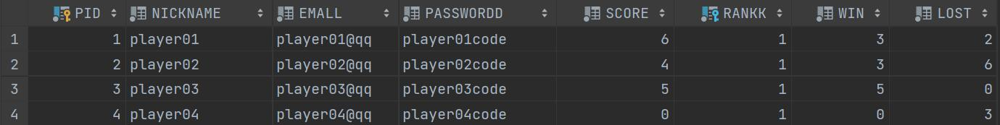 PID NICKNAME EMALL PASSWORDD SCORE RANKK WIN LOST
1 1 player01 player01@qq player01code 6 1 3 2
2 2 player02 player02@qq player02code 4 1 3 6
3 3 player03 player03@qq player03code 5 1 5 0
4 4 player04 player04@qq player04code 0 1 0 3